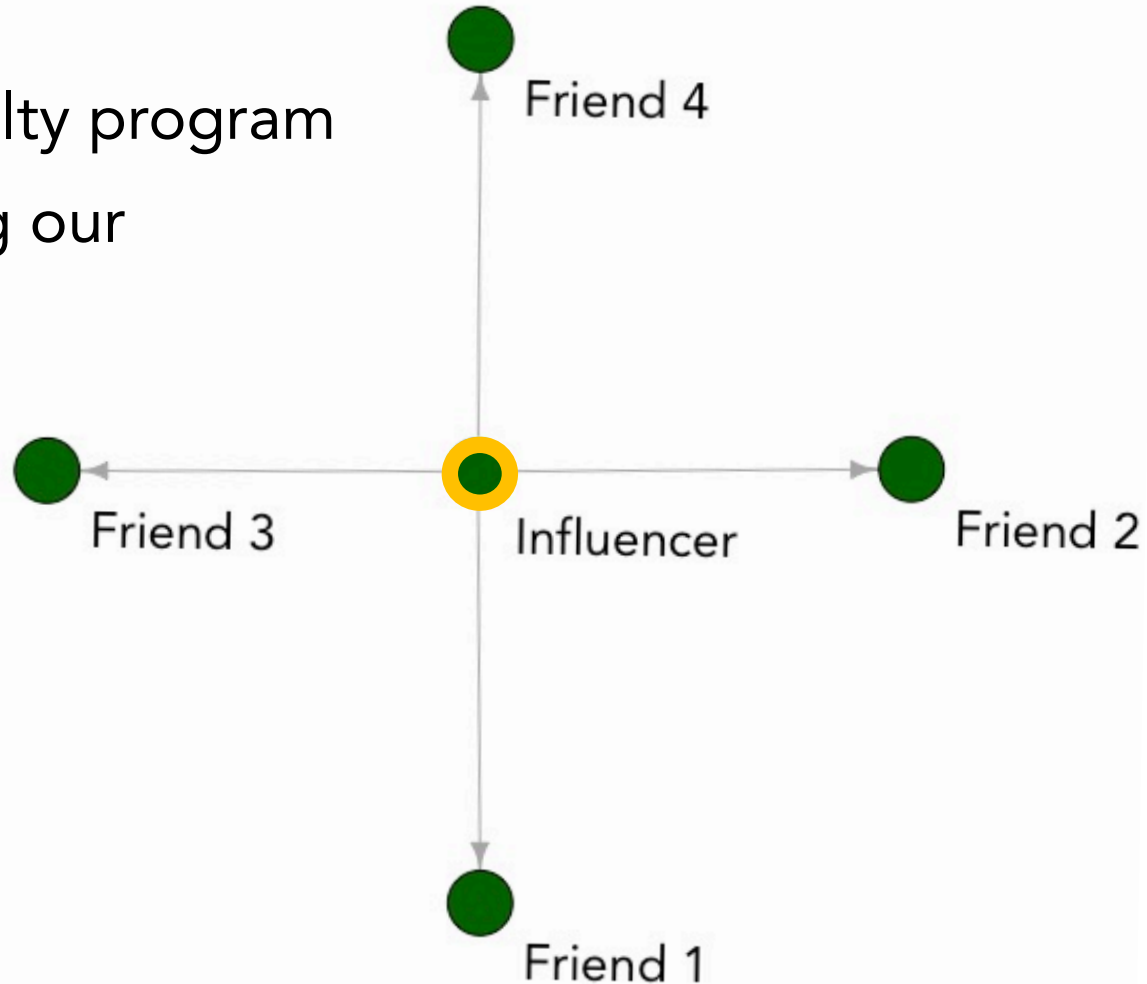 Friend 4
lty program
g our
Friend 3
Influencer
Friend 2
Friend 1